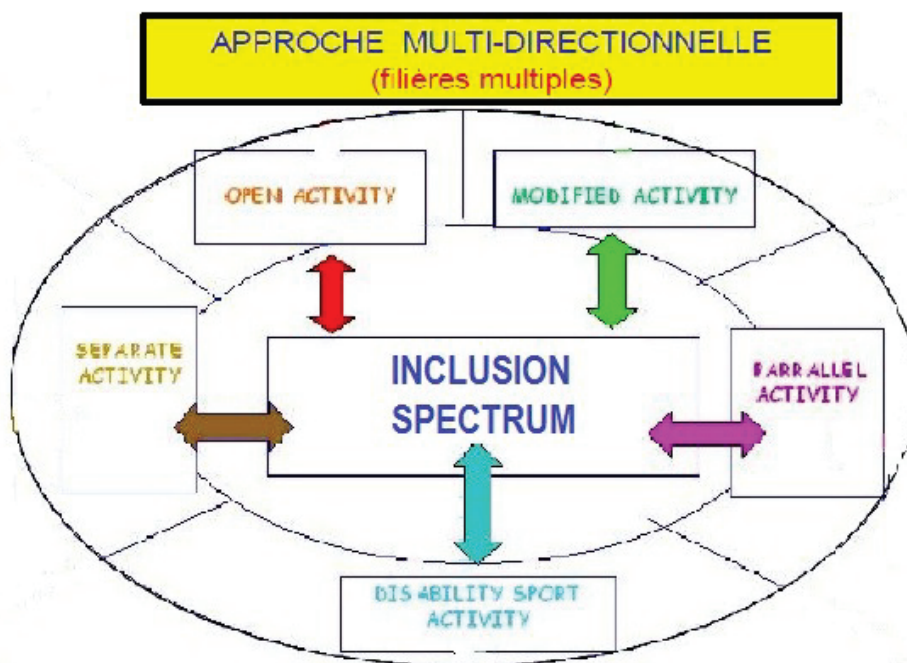 APPROCHE MULTI-DIRECTIONNELLE
(filières multiples)
OPEN ACTIVITY
MODIFIED ACTIVITY
SEPARATE
ACTIVITY
INCLUSION
SPECTRUM
PARRALLEL
ACTIVITY
DISABILITY SPORT
ACTIVITY